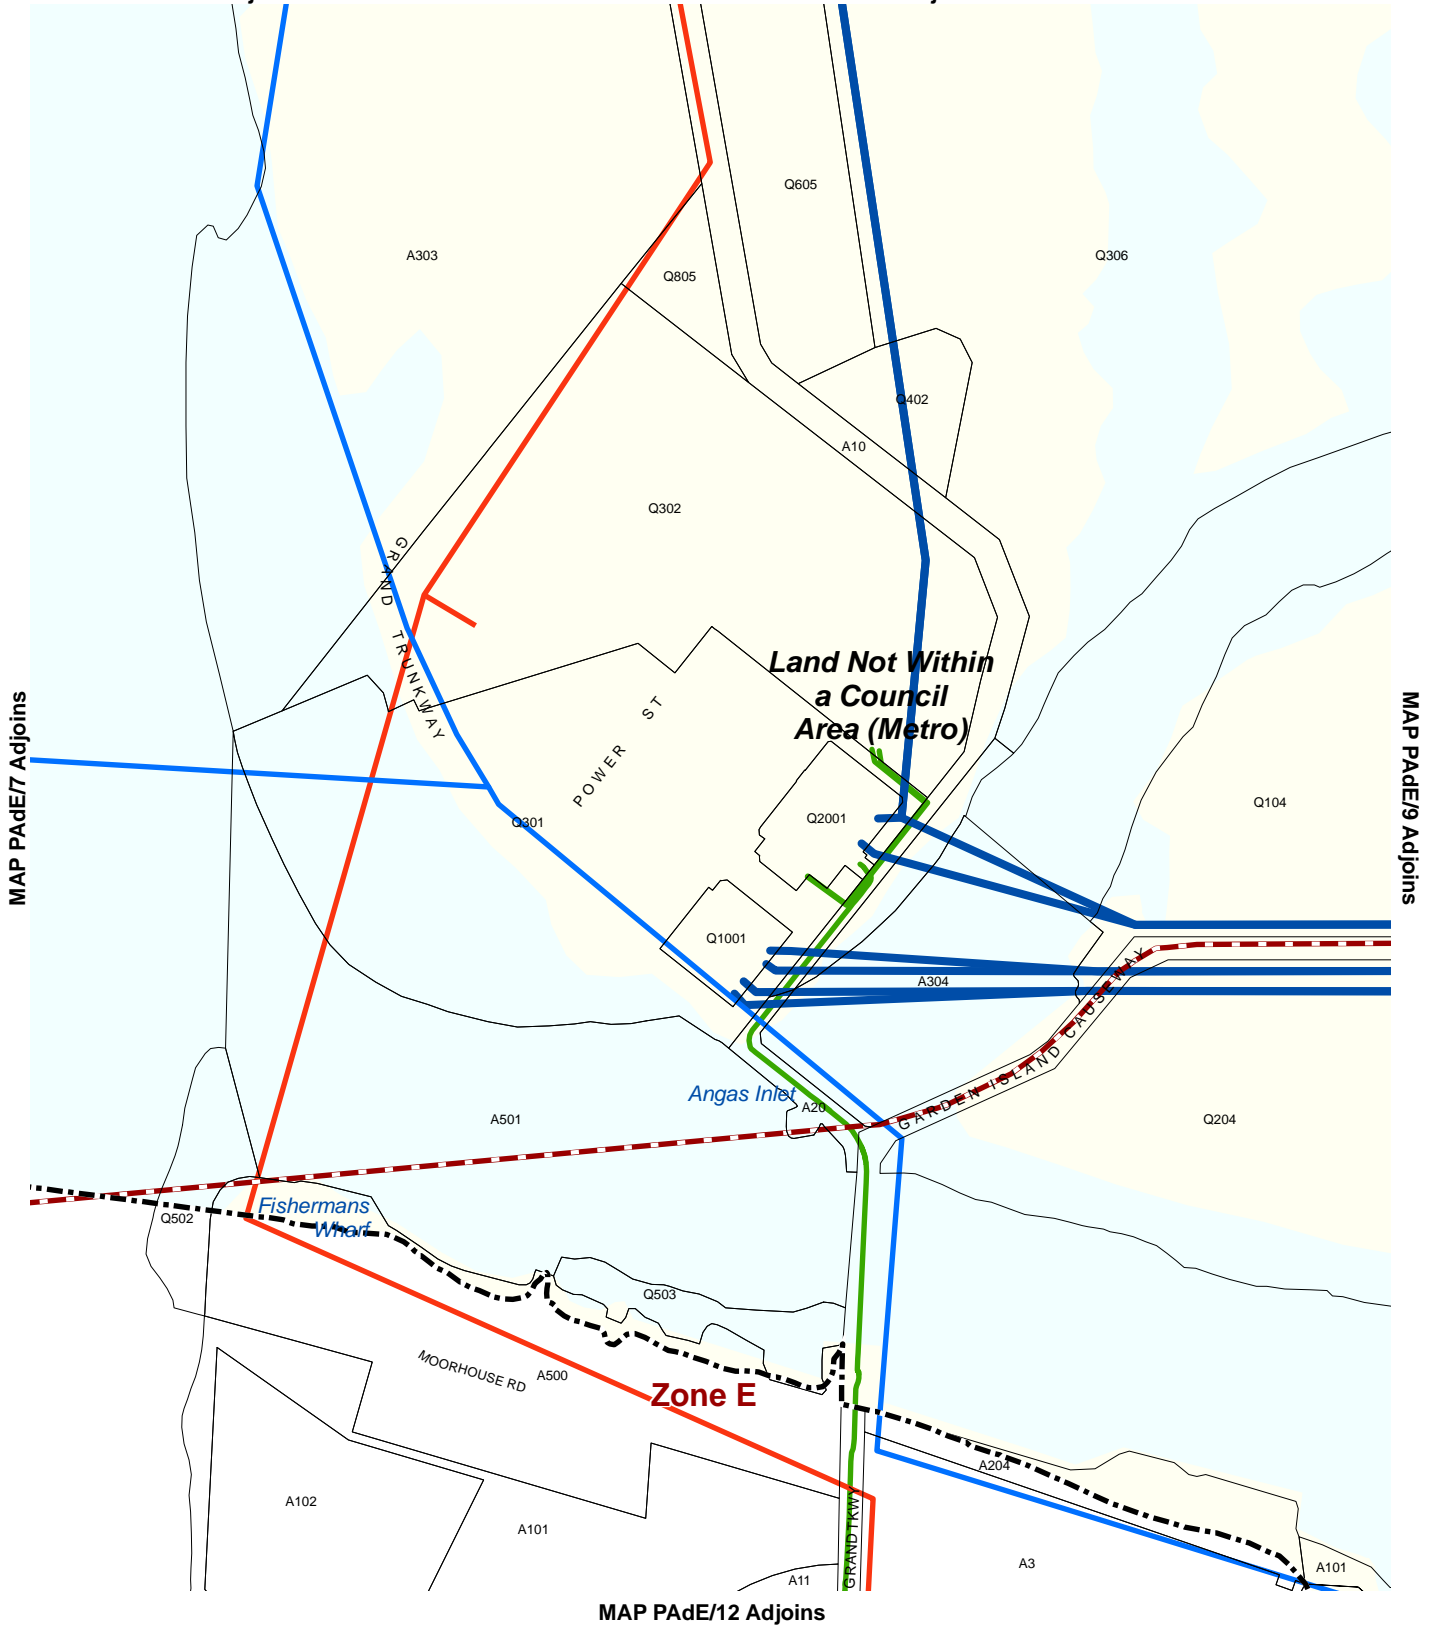 Q605
A303
Q306
Q805
Q402
A10
Q302
GRAND TRUNKWAY
Land Not Within
a Council
Area (Metro)
POWER ST
MAP PAdE/7 Adjoins
MAP PAdE/9 Adjoins
Q104
Q2001
Q301
Q1001
A304
GARDEN ISLAND CAUSEWAY
Angas Inlet
A20
A501
Q204
Fishermans
Wharf
Q502
Q503
MOORHOUSE RD
A500
Zone E
A204
A102
A101
GRAND TKWY
A3
A101
A11
MAP PAdE/12 Adjoins